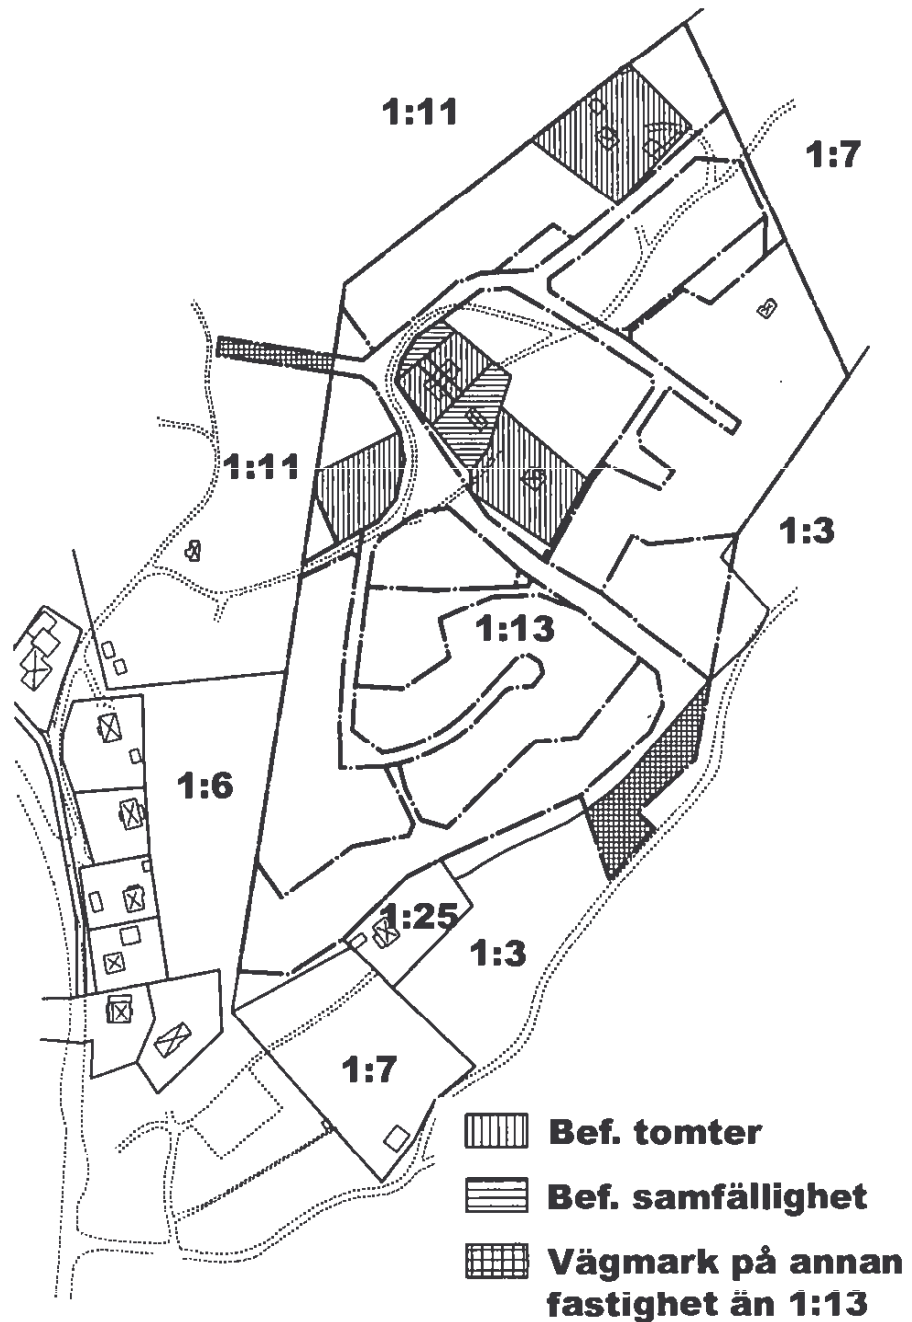 1:11
1:7
1:11
1:3
1:13
1:6
1:25
1:3
1:7
Bef. tomter
Bef. samfällighet
Vägmark på annan
fastighet än 1:13